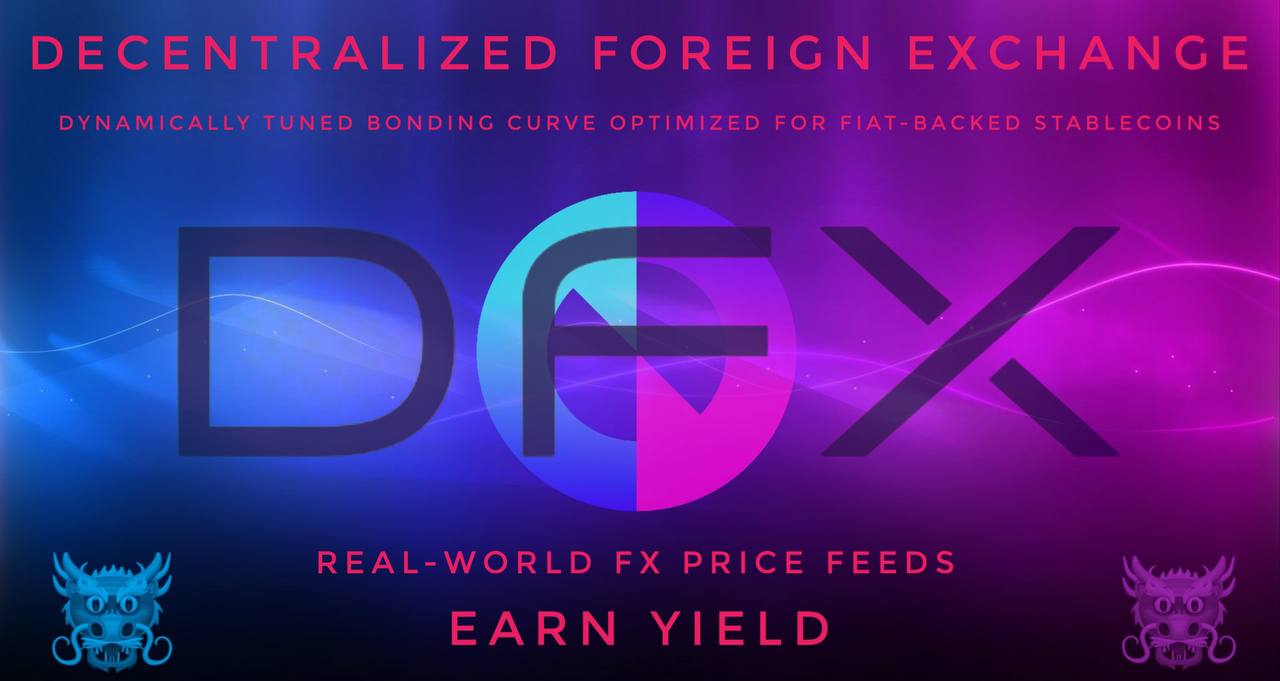 DECENTRALIZED FOREIGN EXCHANGE
DYNAMICALLY TUNED BONDING CURVE OPTIMIZED FOR FIAT-BACKED STABLECOINS
DFX
REAL-WORLD FX PRICE FEEDS
EARN YIELD